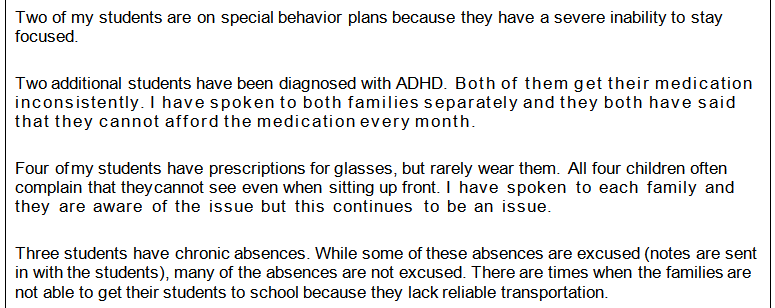 Two of my students are on special behavior plans because they have a severe inability to stay
focused.
Two additional students have been diagnosed with ADHD. Both of them get their medication
inconsistently. I have spoken to both families separately and they both have said
that they cannot afford the medication every month.
Four of my students have prescriptions for glasses, but rarely wear them. All four children often
complain that they cannot see even when sitting up front. I have spoken to each family and
they are aware of the issue but this continues to be an issue.
Three students have chronic absences. While some of these absences are excused (notes are sent
in with the students), many of the absences are not excused. There are times when the families are
not able to get their students to school because they lack reliable transportation.